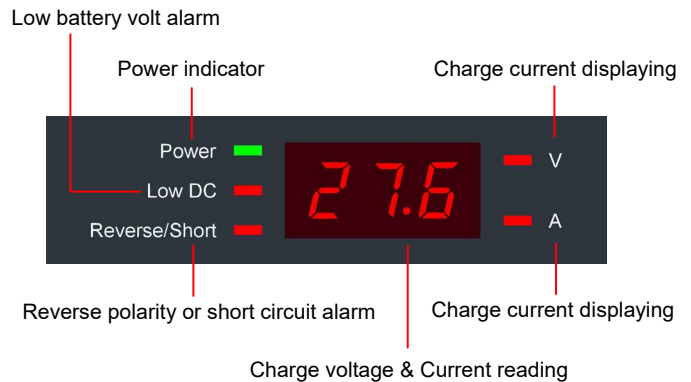 Low battery volt alarm
Power indicator
Charge current displaying
Power
Low DC
Reverse/Short
27.6
V
A
Reverse polarity or short circuit alarm
Charge current displaying
Charge voltage & Current reading